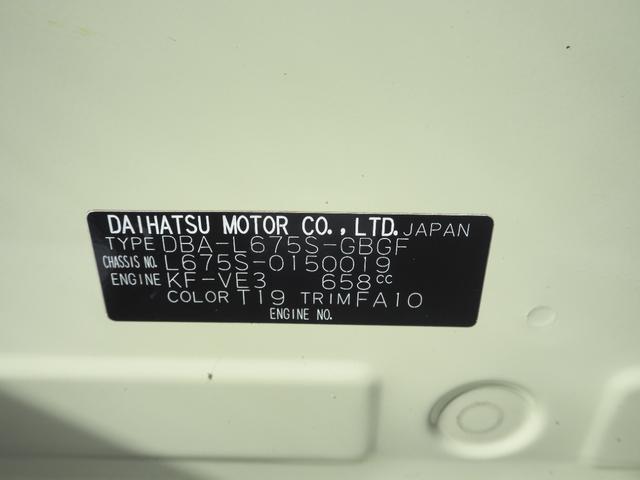 DAIHATSU MOTOR CO., LTD. JAPAN
TYPE DBA-L675S-GBGF
CHASSIS NO. L675S-0150019
ENGINE KF-VE3 658cc
COLOR T19 TRIM FA10
ENGINE NO.